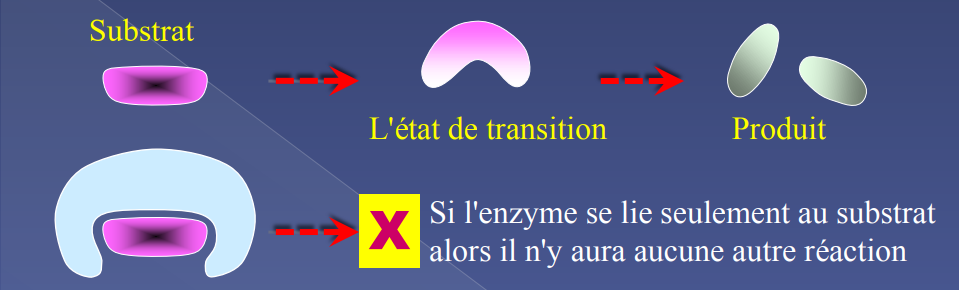 Substrat
L'état de transition
Produit
X
Si l'enzyme se lie seulement au substrat
alors il n'y aura aucune autre réaction